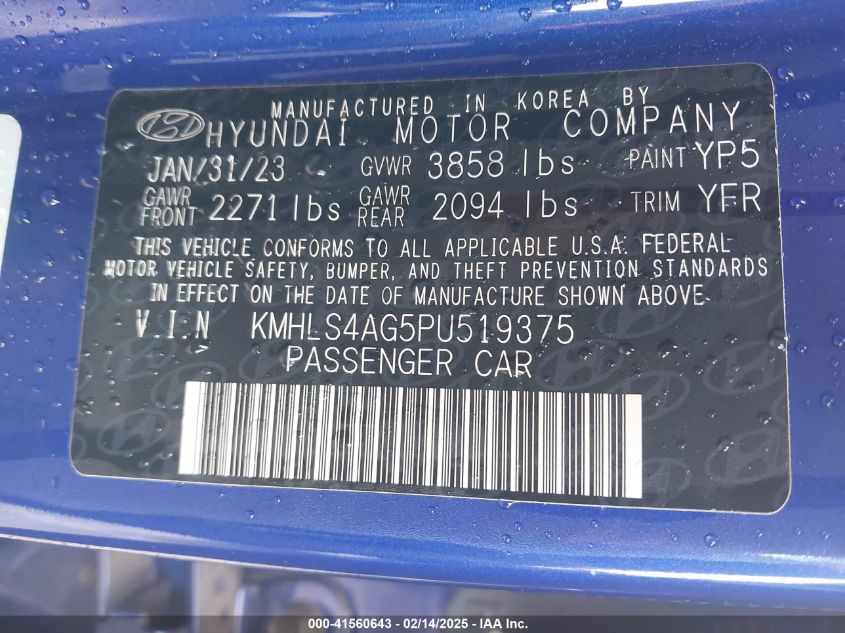 MANUFACTURED IN KOREA BY
HYUNDAI MOTOR COMPANY
JAN/31/23 GVWR 3858 lbs PAINT YP5
GAWR FRONT 2271 lbs GAWR REAR 2094 lbs TRIM YFR
THIS VEHICLE CONFORMS TO ALL APPLICABLE U.S.A. FEDERAL
MOTOR VEHICLE SAFETY, BUMPER, AND THEFT PREVENTION STANDARDS
IN EFFECT ON THE DATE OF MANUFACTURE SHOWN ABOVE.
V.I.N KMHLS4AG5PU519375
PASSENGER CAR
000-41560643 - 02/14/2025 - IAA Inc.